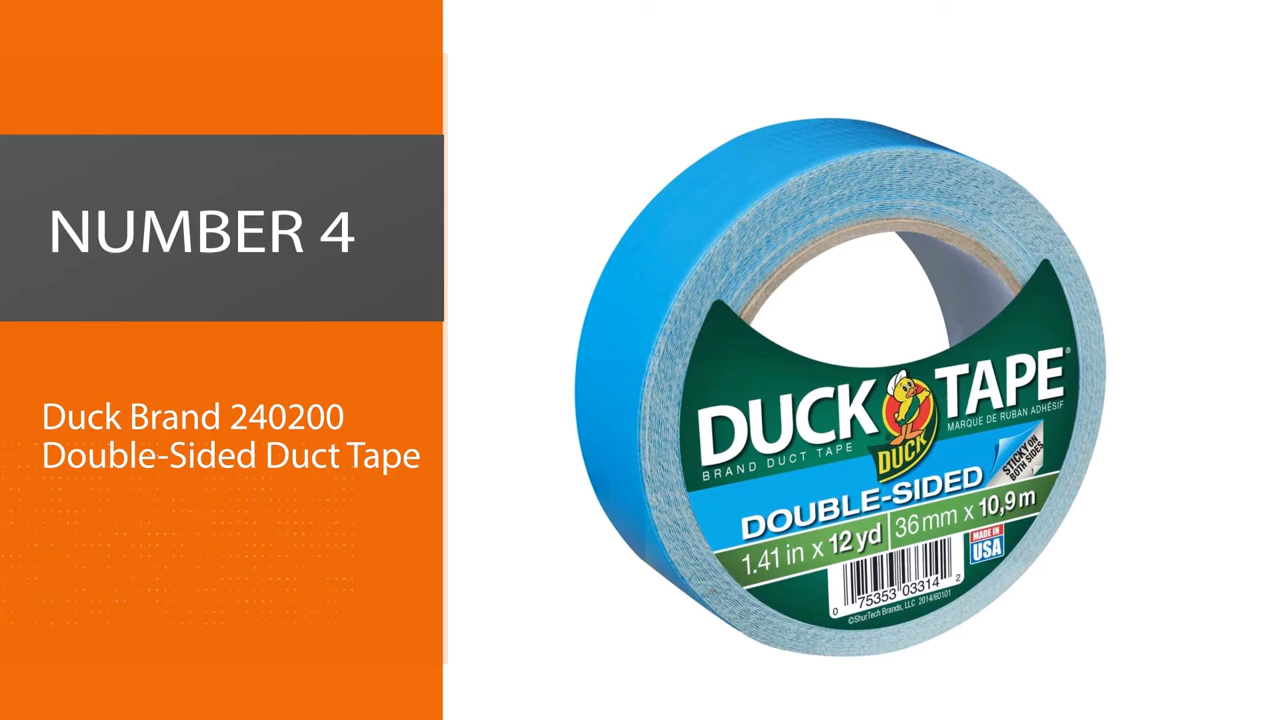 NUMBER 4
Duck Brand 240200
Double-Sided Duct Tape
DUCK TAPE®
BRAND DUCT TAPE
MARQUE DE RUBAN ADHÉSIF
DUCK
STICKY ON
BOTH SIDES
DOUBLE-SIDED
1.41 in x 12 yd 36 mm x 10,9 m
MADE IN
USA
0 75353 03314 2
©ShurTech Brands, LLC 2014/60101